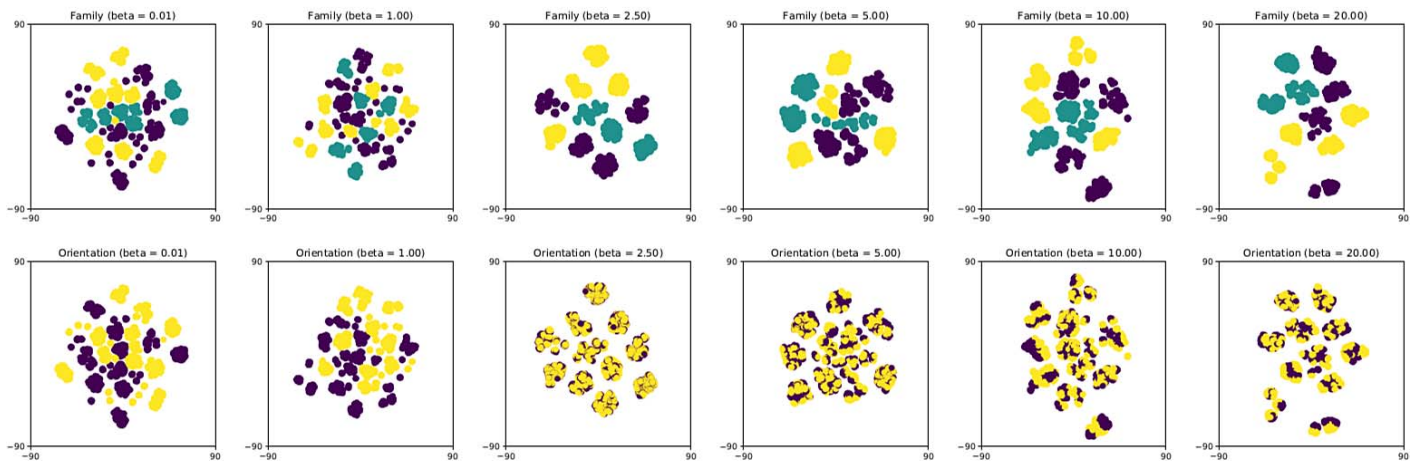 Family (beta = 0.01) Family (beta = 1.00) Family (beta = 2.50) Family (beta = 5.00) Family (beta = 10.00) Family (beta = 20.00)
90 90 90 90 90 90
−90 −90 −90 −90 −90 −90
−90 90 −90 90 −90 90 −90 90 −90 90 −90 90
Orientation (beta = 0.01) Orientation (beta = 1.00) Orientation (beta = 2.50) Orientation (beta = 5.00) Orientation (beta = 10.00) Orientation (beta = 20.00)
90 90 90 90 90 90
−90 −90 −90 −90 −90 −90
−90 90 −90 90 −90 90 −90 90 −90 90 −90 90